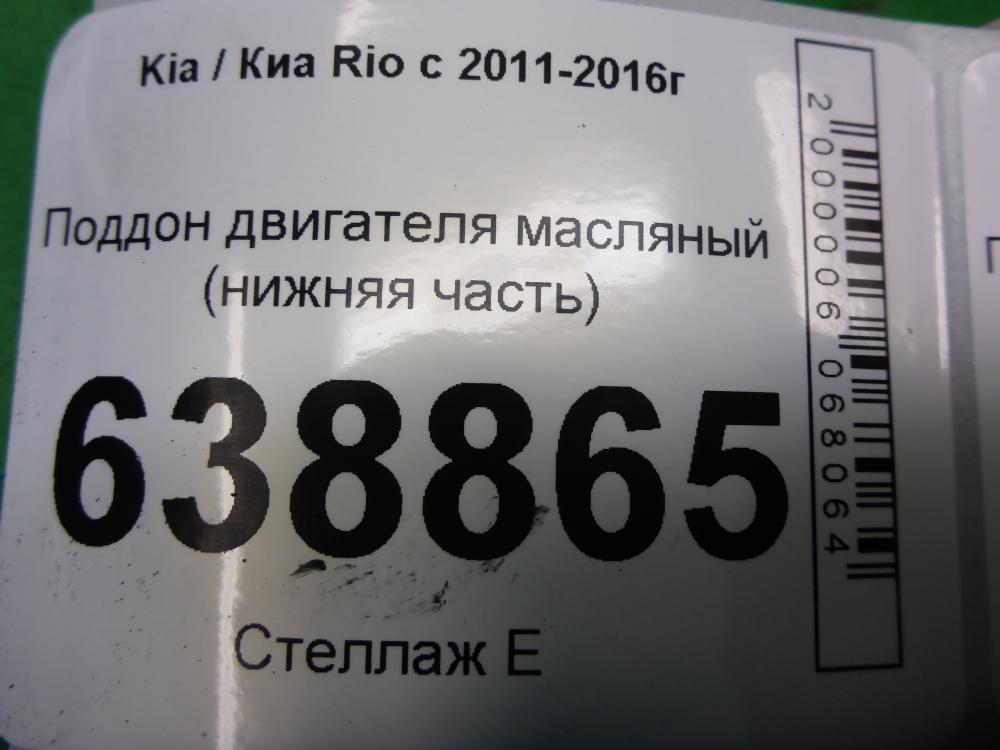 Kia / Киа Rio с 2011-2016г
Поддон двигателя масляный
(нижняя часть)
638865
Стеллаж Е
2000006068064